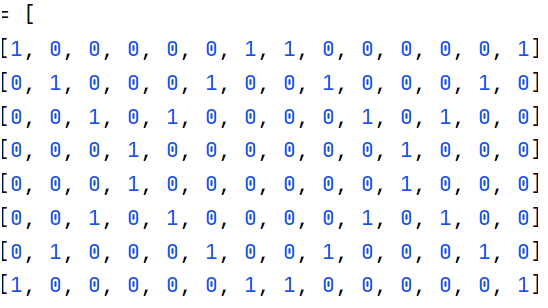 = [
[1, 0, 0, 0, 0, 0, 1, 1, 0, 0, 0, 0, 0, 1]
[0, 1, 0, 0, 0, 1, 0, 0, 1, 0, 0, 0, 1, 0]
[0, 0, 1, 0, 1, 0, 0, 0, 0, 1, 0, 1, 0, 0]
[0, 0, 0, 1, 0, 0, 0, 0, 0, 0, 1, 0, 0, 0]
[0, 0, 0, 1, 0, 0, 0, 0, 0, 0, 1, 0, 0, 0]
[0, 0, 1, 0, 1, 0, 0, 0, 0, 1, 0, 1, 0, 0]
[0, 1, 0, 0, 0, 1, 0, 0, 1, 0, 0, 0, 1, 0]
[1, 0, 0, 0, 0, 0, 1, 1, 0, 0, 0, 0, 0, 1]